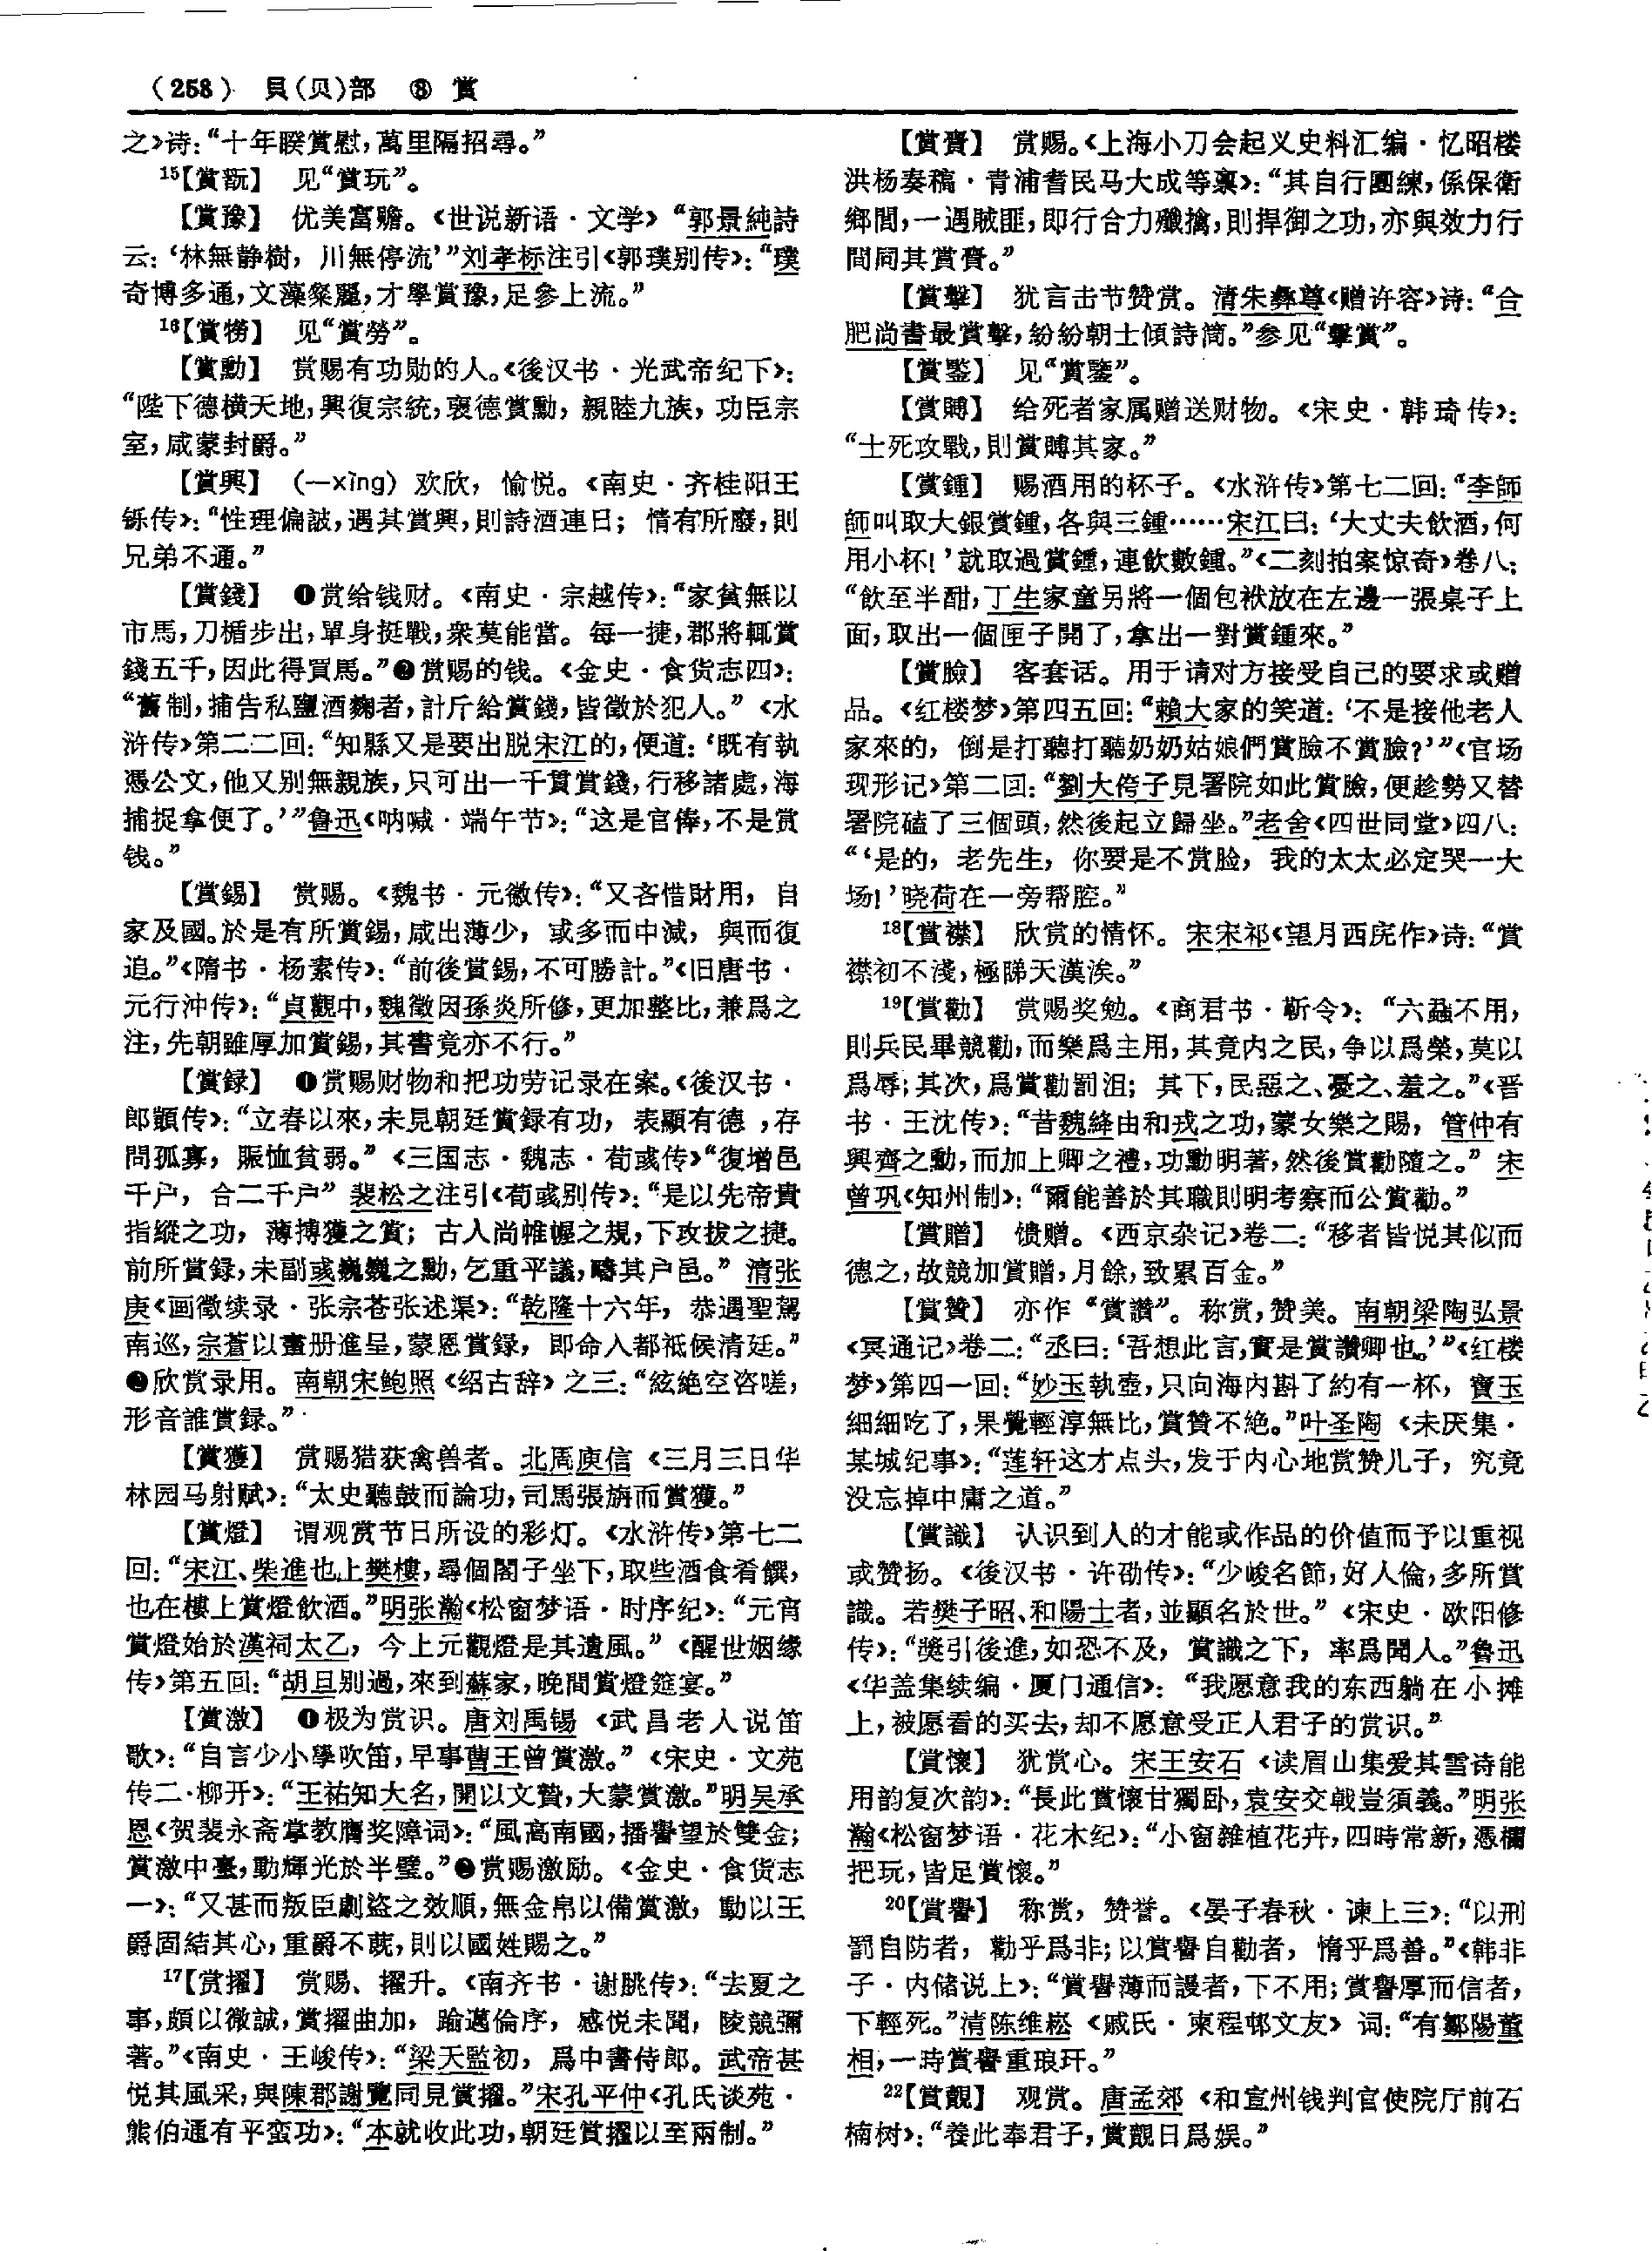 （258） 貝(贝)部 ⑧ 賞
之》诗：“十年睽賞慰，萬里隔招尋。”
15【賞翫】 见“賞玩”。
【賞豫】 优美富赡。《世说新语·文学》“郭景純詩
云：‘林無静樹，川無停流’”刘孝标注引《郭璞别传》：“璞
奇博多通，文藻粲麗，才學賞豫，足參上流。”
16【賞犒】 见“賞勞”。
【賞勳】 赏赐有功勋的人。《後汉书·光武帝纪下》：
“陛下德横天地，興復宗統，褒德賞勳，親睦九族，功臣宗
室，咸蒙封爵。”
【賞興】 （—xìng）欢欣，愉悦。《南史·齐桂阳王
铄传》：“性理偏詖，遇其賞興，則詩酒連日；情有所廢，則
兄弟不通。”
【賞錢】 ❶赏给钱财。《南史·宗越传》：“家貧無以
市馬，刀楯步出，單身挺戰，衆莫能當。每一捷，郡將輒賞
錢五千，因此得買馬。”❷赏赐的钱。《金史·食货志四》：
“舊制，捕告私鹽酒麴者，計斤給賞錢，皆徵於犯人。”《水
浒传》第二二回：“知縣又是要出脱宋江的，便道：‘既有執
憑公文，他又别無親族，只可出一千貫賞錢，行移諸處，海
捕捉拿便了。’”鲁迅《呐喊·端午节》：“这是官俸，不是赏
钱。”
【賞錫】 赏赐。《魏书·元徽传》：“又吝惜財用，自
家及國。於是有所賞錫，咸出薄少，或多而中減，與而復
追。”《隋书·杨素传》：“前後賞錫，不可勝計。”《旧唐书·
元行沖传》：“貞觀中，魏徵因孫炎所修，更加整比，兼爲之
注，先朝雖厚加賞錫，其書竟亦不行。”
【賞録】 ❶赏赐财物和把功劳记录在案。《後汉书·
郎顗传》：“立春以來，未見朝廷賞録有功，表顯有德，存
問孤寡，賑恤貧弱。”《三国志·魏志·荀彧传》“復增邑
千户，合二千户”裴松之注引《荀彧别传》：“是以先帝貴
指縱之功，薄搏獲之賞；古人尚帷幄之規，下攻拔之捷。
前所賞録，未副彧巍巍之勳，乞重平議，疇其户邑。”清张
庚《画徵续录·张宗苍张述渠》：“乾隆十六年，恭遇聖駕
南巡，宗蒼以畫册進呈，蒙恩賞録，即命入都祗候清廷。”
❷欣赏录用。南朝宋鲍照《绍古辞》之三：“絃絶空咨嗟，
形音誰賞録。”
【賞獲】 赏赐猎获禽兽者。北周庾信《三月三日华
林园马射赋》：“太史聽鼓而論功，司馬張旃而賞獲。”
【賞燈】 谓观赏节日所设的彩灯。《水浒传》第七二
回：“宋江、柴進也上樊樓，尋個閣子坐下，取些酒食肴饌，
也在樓上賞燈飲酒。”明张瀚《松窗梦语·时序纪》：“元宵
賞燈始於漢祠太乙，今上元觀燈是其遺風。”《醒世姻缘
传》第五回：“胡旦别過，來到蘇家，晚間賞燈筵宴。”
【賞激】 ❶极为赏识。唐刘禹锡《武昌老人说笛
歌》：“自言少小學吹笛，早事曹王曾賞激。”《宋史·文苑
传二·柳开》：“王祐知大名，開以文贄，大蒙賞激。”明吴承
恩《贺裴永斋掌教膺奖障词》：“風高南國，播譽望於雙金；
賞激中臺，動輝光於半璧。”❷赏赐激励。《金史·食货志
一》：“又甚而叛臣劇盜之效順，無金帛以備賞激，動以王
爵固結其心，重爵不蔇，則以國姓賜之。”
17【賞擢】 赏赐、擢升。《南齐书·谢朓传》：“去夏之
事，頗以微誠，賞擢曲加，踰邁倫序，感悦未聞，陵競彌
著。”《南史·王峻传》：“梁天監初，爲中書侍郎。武帝甚
悦其風采，與陳郡謝覽同見賞擢。”宋孔平仲《孔氏谈苑·
熊伯通有平蛮功》：“本就收此功，朝廷賞擢以至兩制。”
【賞賚】 赏赐。《上海小刀会起义史料汇编·忆昭楼
洪杨奏稿·青浦耆民马大成等禀》：“其自行團練，係保衛
鄉間，一遇賊匪，即行合力殲擒，則捍御之功，亦與效力行
間同其賞賚。”
【賞擊】 犹言击节赞赏。清朱彝尊《赠许容》诗：“合
肥尚書最賞擊，紛紛朝士傾詩筒。”参见“擊賞”。
【賞鍳】 见“賞鑒”。
【賞賻】 给死者家属赠送财物。《宋史·韩琦传》：
“士死攻戰，則賞賻其家。”
【賞鍾】 赐酒用的杯子。《水浒传》第七二回：“李師
師叫取大銀賞鍾，各與三鍾……宋江曰：‘大丈夫飲酒，何
用小杯！’就取過賞鍾，連飲數鍾。”《二刻拍案惊奇》卷八：
“飲至半酣，丁生家童另將一個包袱放在左邊一張桌子上
面，取出一個匣子開了，拿出一對賞鍾來。”
【賞臉】 客套话。用于请对方接受自己的要求或赠
品。《红楼梦》第四五回：“賴大家的笑道：‘不是接他老人
家來的，倒是打聽打聽奶奶姑娘們賞臉不賞臉？’”《官场
现形记》第二回：“劉大侉子見署院如此賞臉，便趁勢又替
署院磕了三個頭，然後起立歸坐。”老舍《四世同堂》四八：
“‘是的，老先生，你要是不赏脸，我的太太必定哭一大
场！’晓荷在一旁帮腔。”
18【賞襟】 欣赏的情怀。宋宋祁《望月西庑作》诗：“賞
襟初不淺，極睇天漢涘。”
19【賞勸】 赏赐奖勉。《商君书·靳令》：“六蝨不用，
則兵民畢競勸，而樂爲主用，其竟内之民，争以爲榮，莫以
爲辱；其次，爲賞勸罰沮；其下，民惡之、憂之、羞之。”《晋
书·王沈传》：“昔魏絳由和戎之功，蒙女樂之賜，管仲有
興齊之勳，而加上卿之禮，功勳明著，然後賞勸隨之。”宋
曾巩《知州制》：“爾能善於其職則明考察而公賞勸。”
【賞贈】 馈赠。《西京杂记》卷二：“移者皆悦其似而
德之，故競加賞贈，月餘，致累百金。”
【賞贊】 亦作“賞讚”。称赏，赞美。南朝梁陶弘景
《冥通记》卷二：“丞曰：‘吾想此言，實是賞讚卿也。’”《红楼
梦》第四一回：“妙玉執壺，只向海内斟了約有一杯，寶玉
細細吃了，果覺輕淳無比，賞贊不絶。”叶圣陶《未厌集·
某城纪事》：“莲轩这才点头，发于内心地赏赞儿子，究竟
没忘掉中庸之道。”
【賞識】 认识到人的才能或作品的价值而予以重视
或赞扬。《後汉书·许劭传》：“少峻名節，好人倫，多所賞
識。若樊子昭、和陽士者，並顯名於世。”《宋史·欧阳修
传》：“獎引後進，如恐不及，賞識之下，率爲聞人。”鲁迅
《华盖集续编·厦门通信》：“我愿意我的东西躺在小摊
上，被愿看的买去，却不愿意受正人君子的赏识。”
【賞懷】 犹赏心。宋王安石《读眉山集爱其雪诗能
用韵复次韵》：“長此賞懷甘獨卧，袁安交戟豈須義。”明张
瀚《松窗梦语·花木纪》：“小窗雜植花卉，四時常新，憑欄
把玩，皆足賞懷。”
20【賞譽】 称赏，赞誉。《晏子春秋·谏上三》：“以刑
罰自防者，勸乎爲非；以賞譽自勸者，惰乎爲善。”《韩非
子·内储说上》：“賞譽薄而謾者，下不用；賞譽厚而信者，
下輕死。”清陈维崧《戚氏·柬程邨文友》词：“有鄒陽董
相，一時賞譽重琅玕。”
22【賞覿】 观赏。唐孟郊《和宣州钱判官使院厅前石
楠树》：“養此奉君子，賞覿日爲娱。”